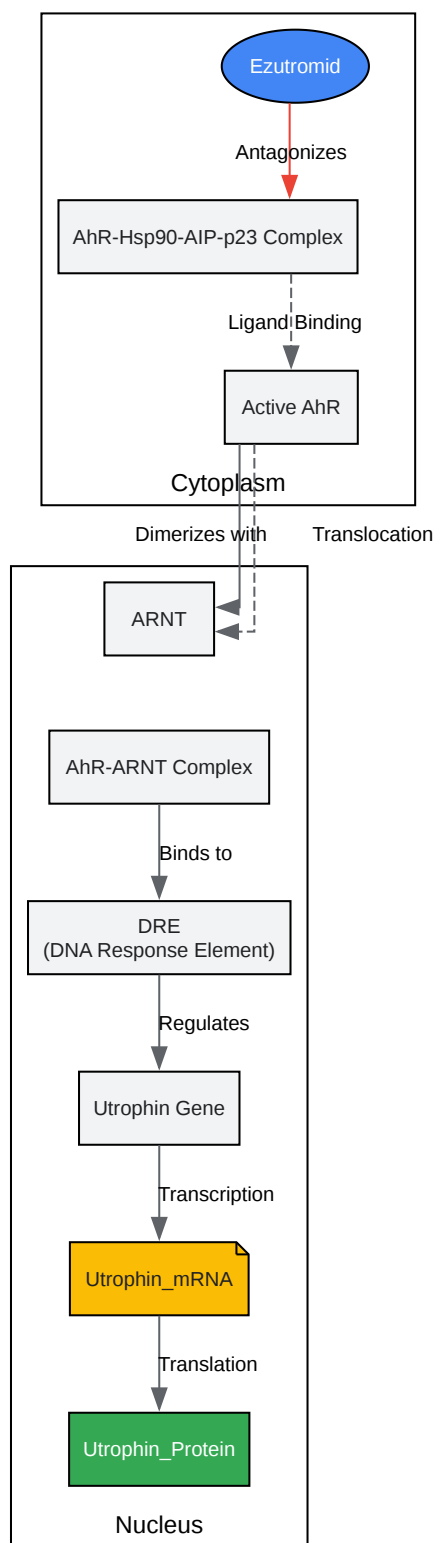 Ezutromid
Antagonizes
AhR-Hsp90-AIP-p23 Complex
Ligand Binding
Active AhR
Cytoplasm
Dimerizes with
Translocation
ARNT
AhR-ARNT Complex
Binds to
DRE
(DNA Response Element)
Regulates
Utrophin Gene
Transcription
Utrophin_mRNA
Translation
Utrophin_Protein
Nucleus